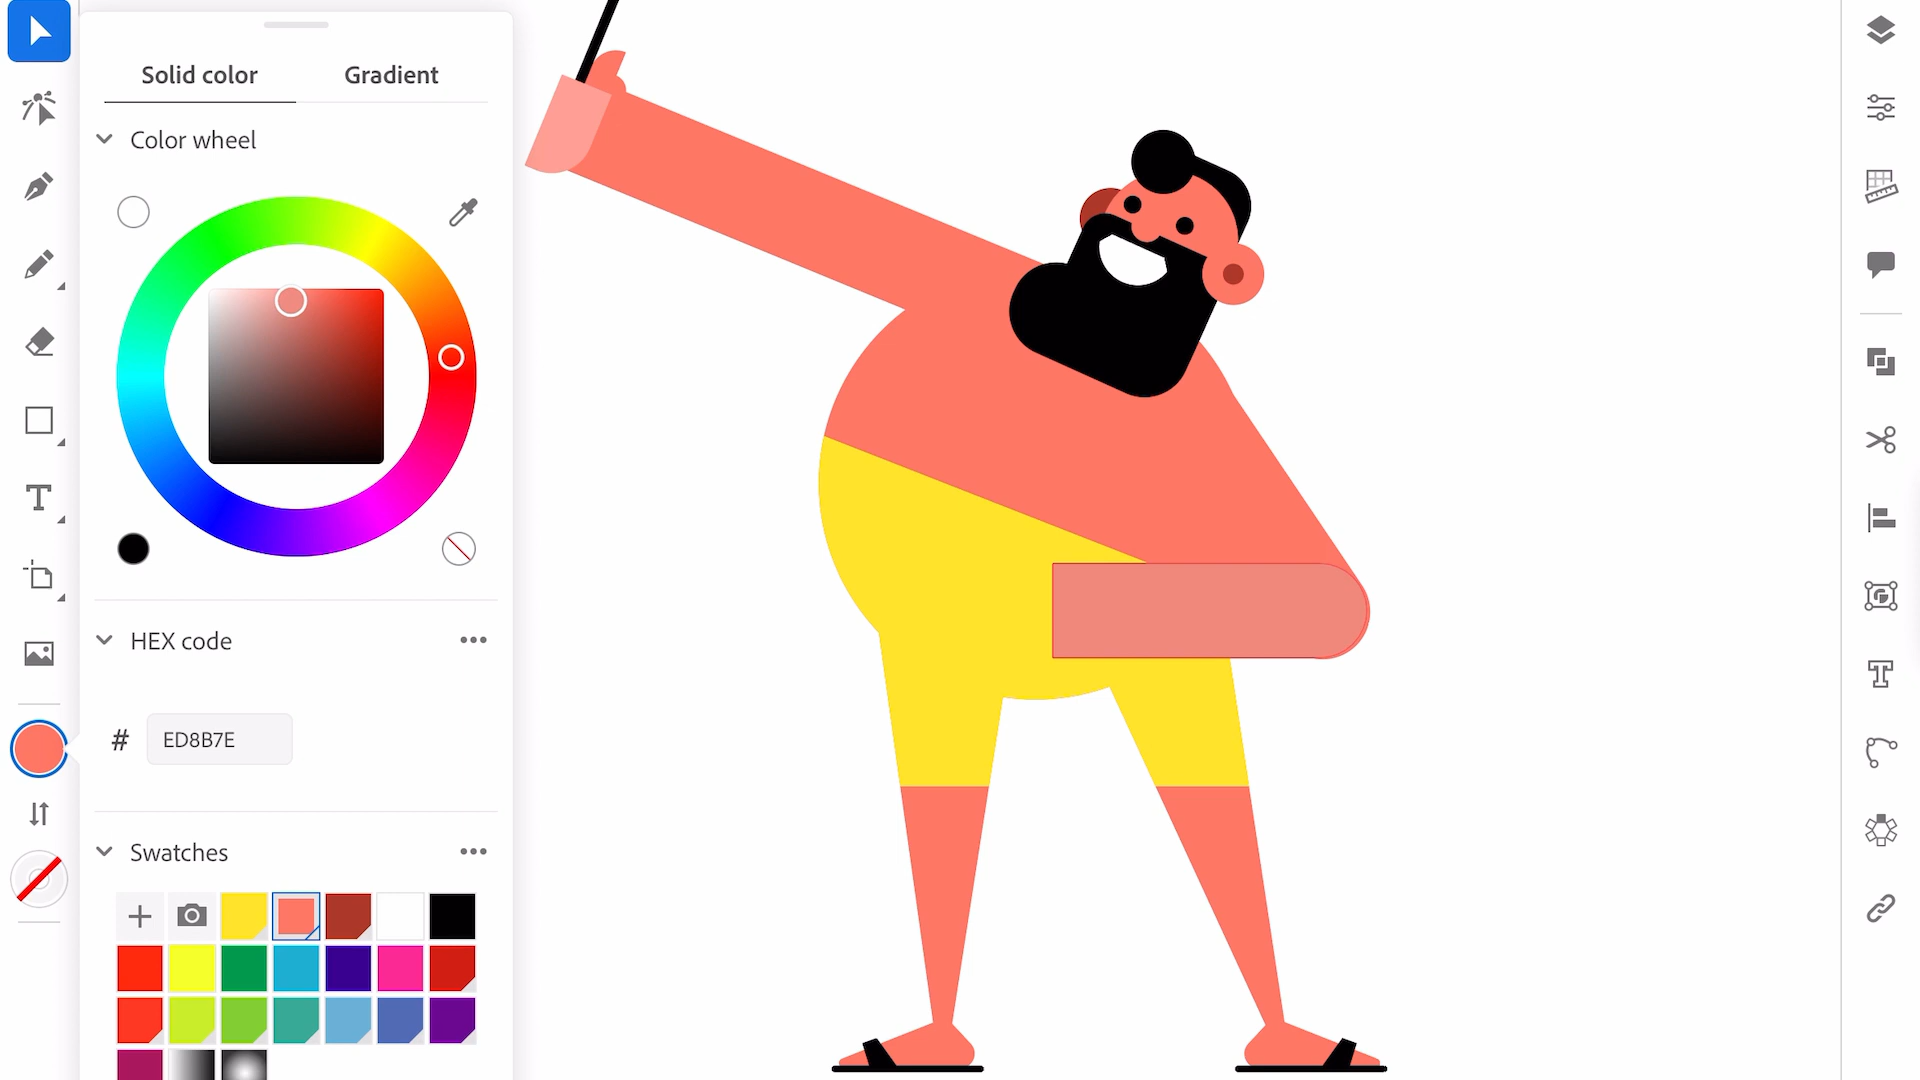 Solid color
Gradient
Color wheel
HEX code
# ED8B7E
Swatches